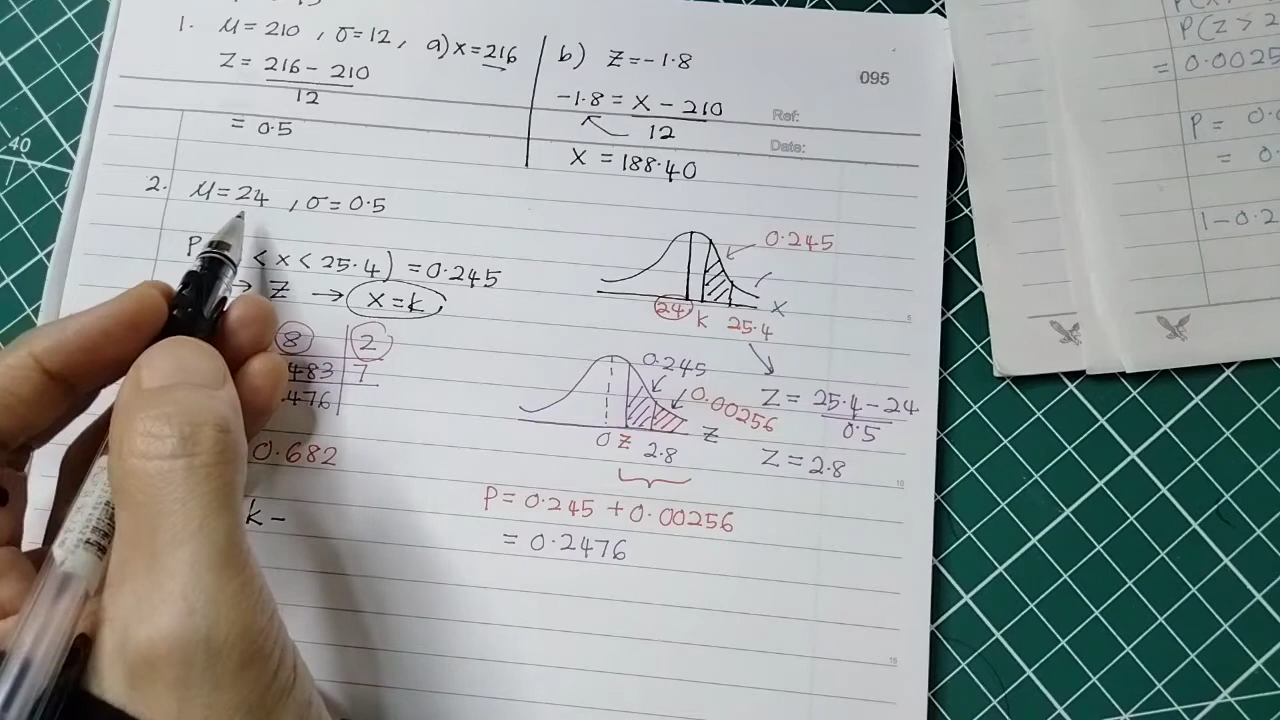 1. μ = 210 , σ = 12 , a) x = 216
Z = 216 - 210 / 12
= 0.5
b) Z = -1.8
-1.8 = x - 210 / 12
x = 188.40
095
Ref:
Date:
2. μ = 24 , σ = 0.5
P < x < 25.4) = 0.245
→ Z → x = k
8 2
483 7
.476
0.682
k -
0.245
24 k 25.4 x
0.245
0.00256
0 z 2.8 Z
Z = 25.4 - 24 / 0.5
Z = 2.8
P = 0.245 + 0.00256
= 0.2476
5
10
15
40
P(Z > 2
= 0.0025
P = 0.
= 0.
1 - 0.2